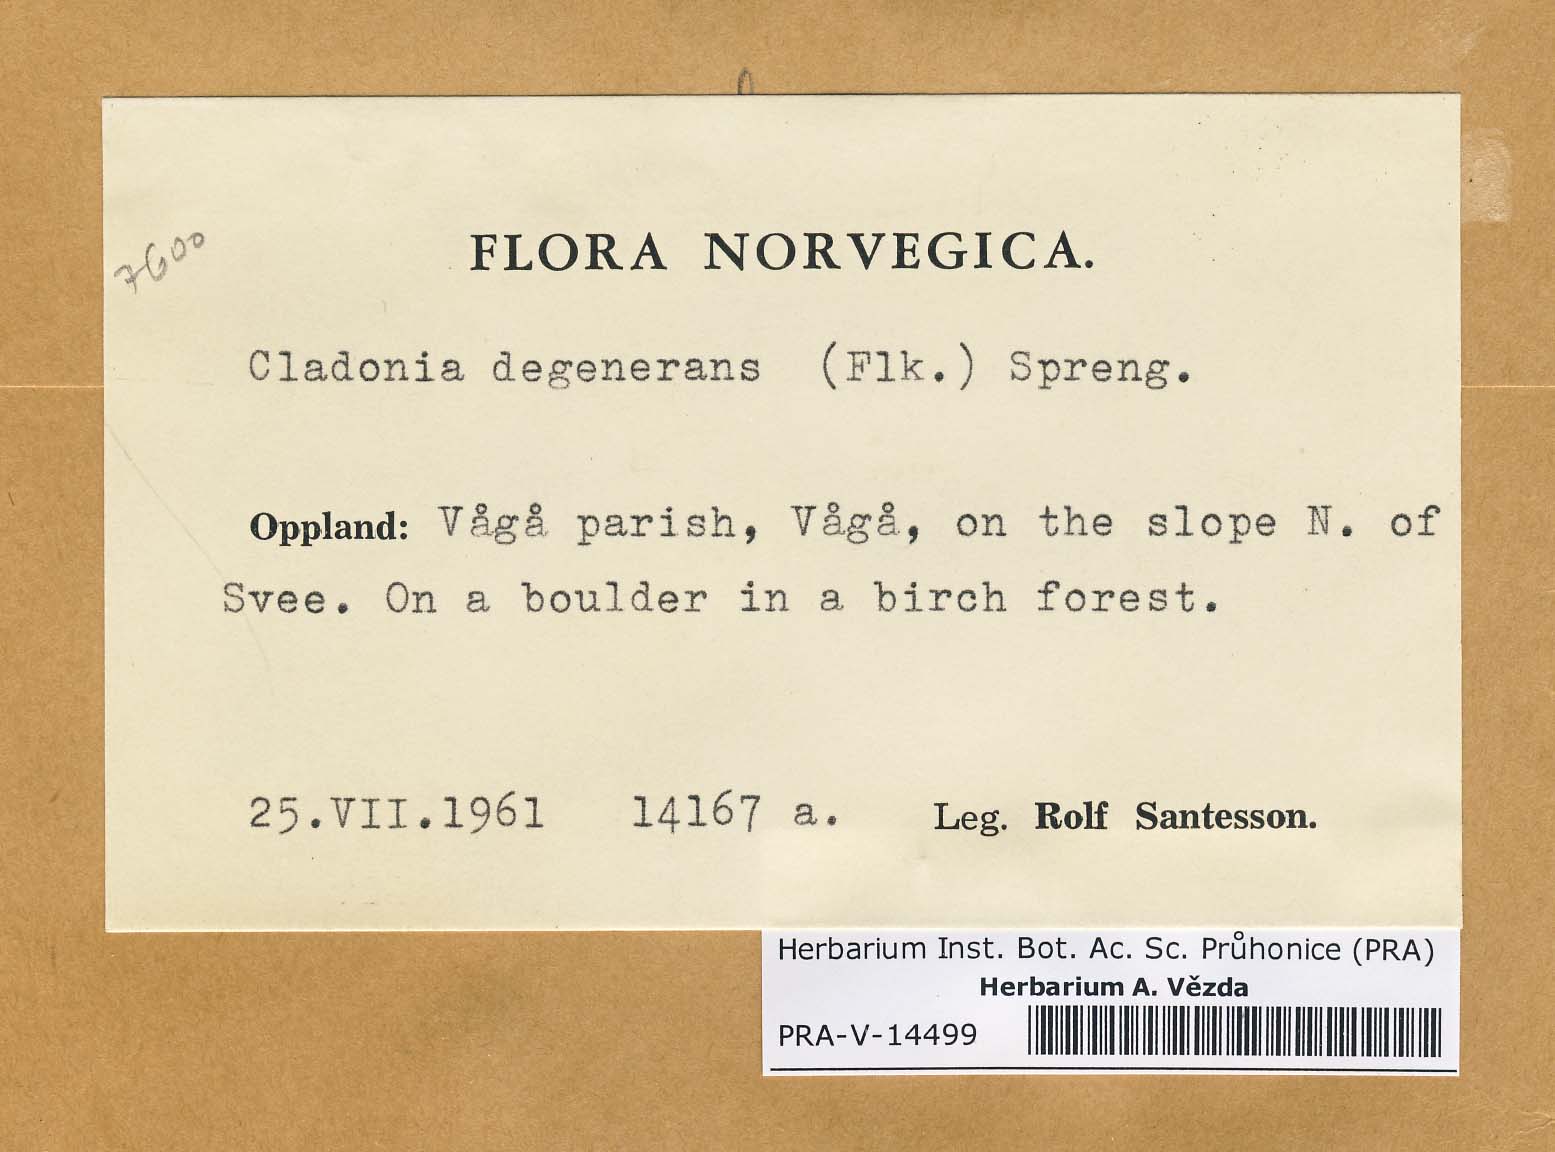 7600
FLORA NORVEGICA.
Cladonia degenerans (Flk.) Spreng.
Oppland: Vågå parish, Vågå, on the slope N. of
Svee. On a boulder in a birch forest.
25.VII.1961 14167 a. Leg. Rolf Santesson.
Herbarium Inst. Bot. Ac. Sc. Průhonice (PRA)
Herbarium A. Vězda
PRA-V-14499